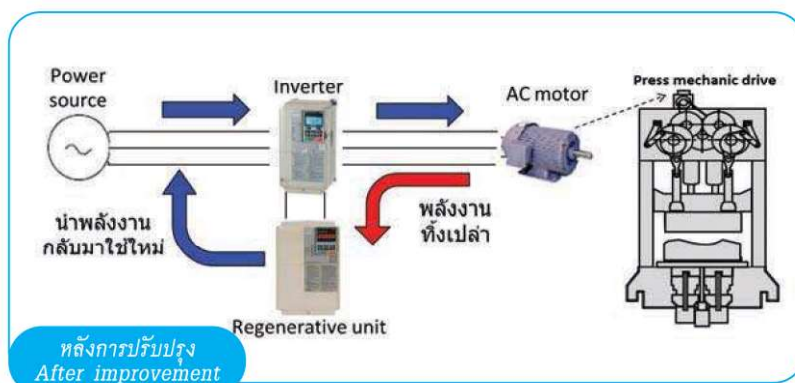 Power
source
Inverter
AC motor
Press mechanic drive
นำพลังงาน
กลับมาใช้ใหม่
พลังงาน
ทิ้งเปล่า
Regenerative unit
หลังการปรับปรุง
After improvement